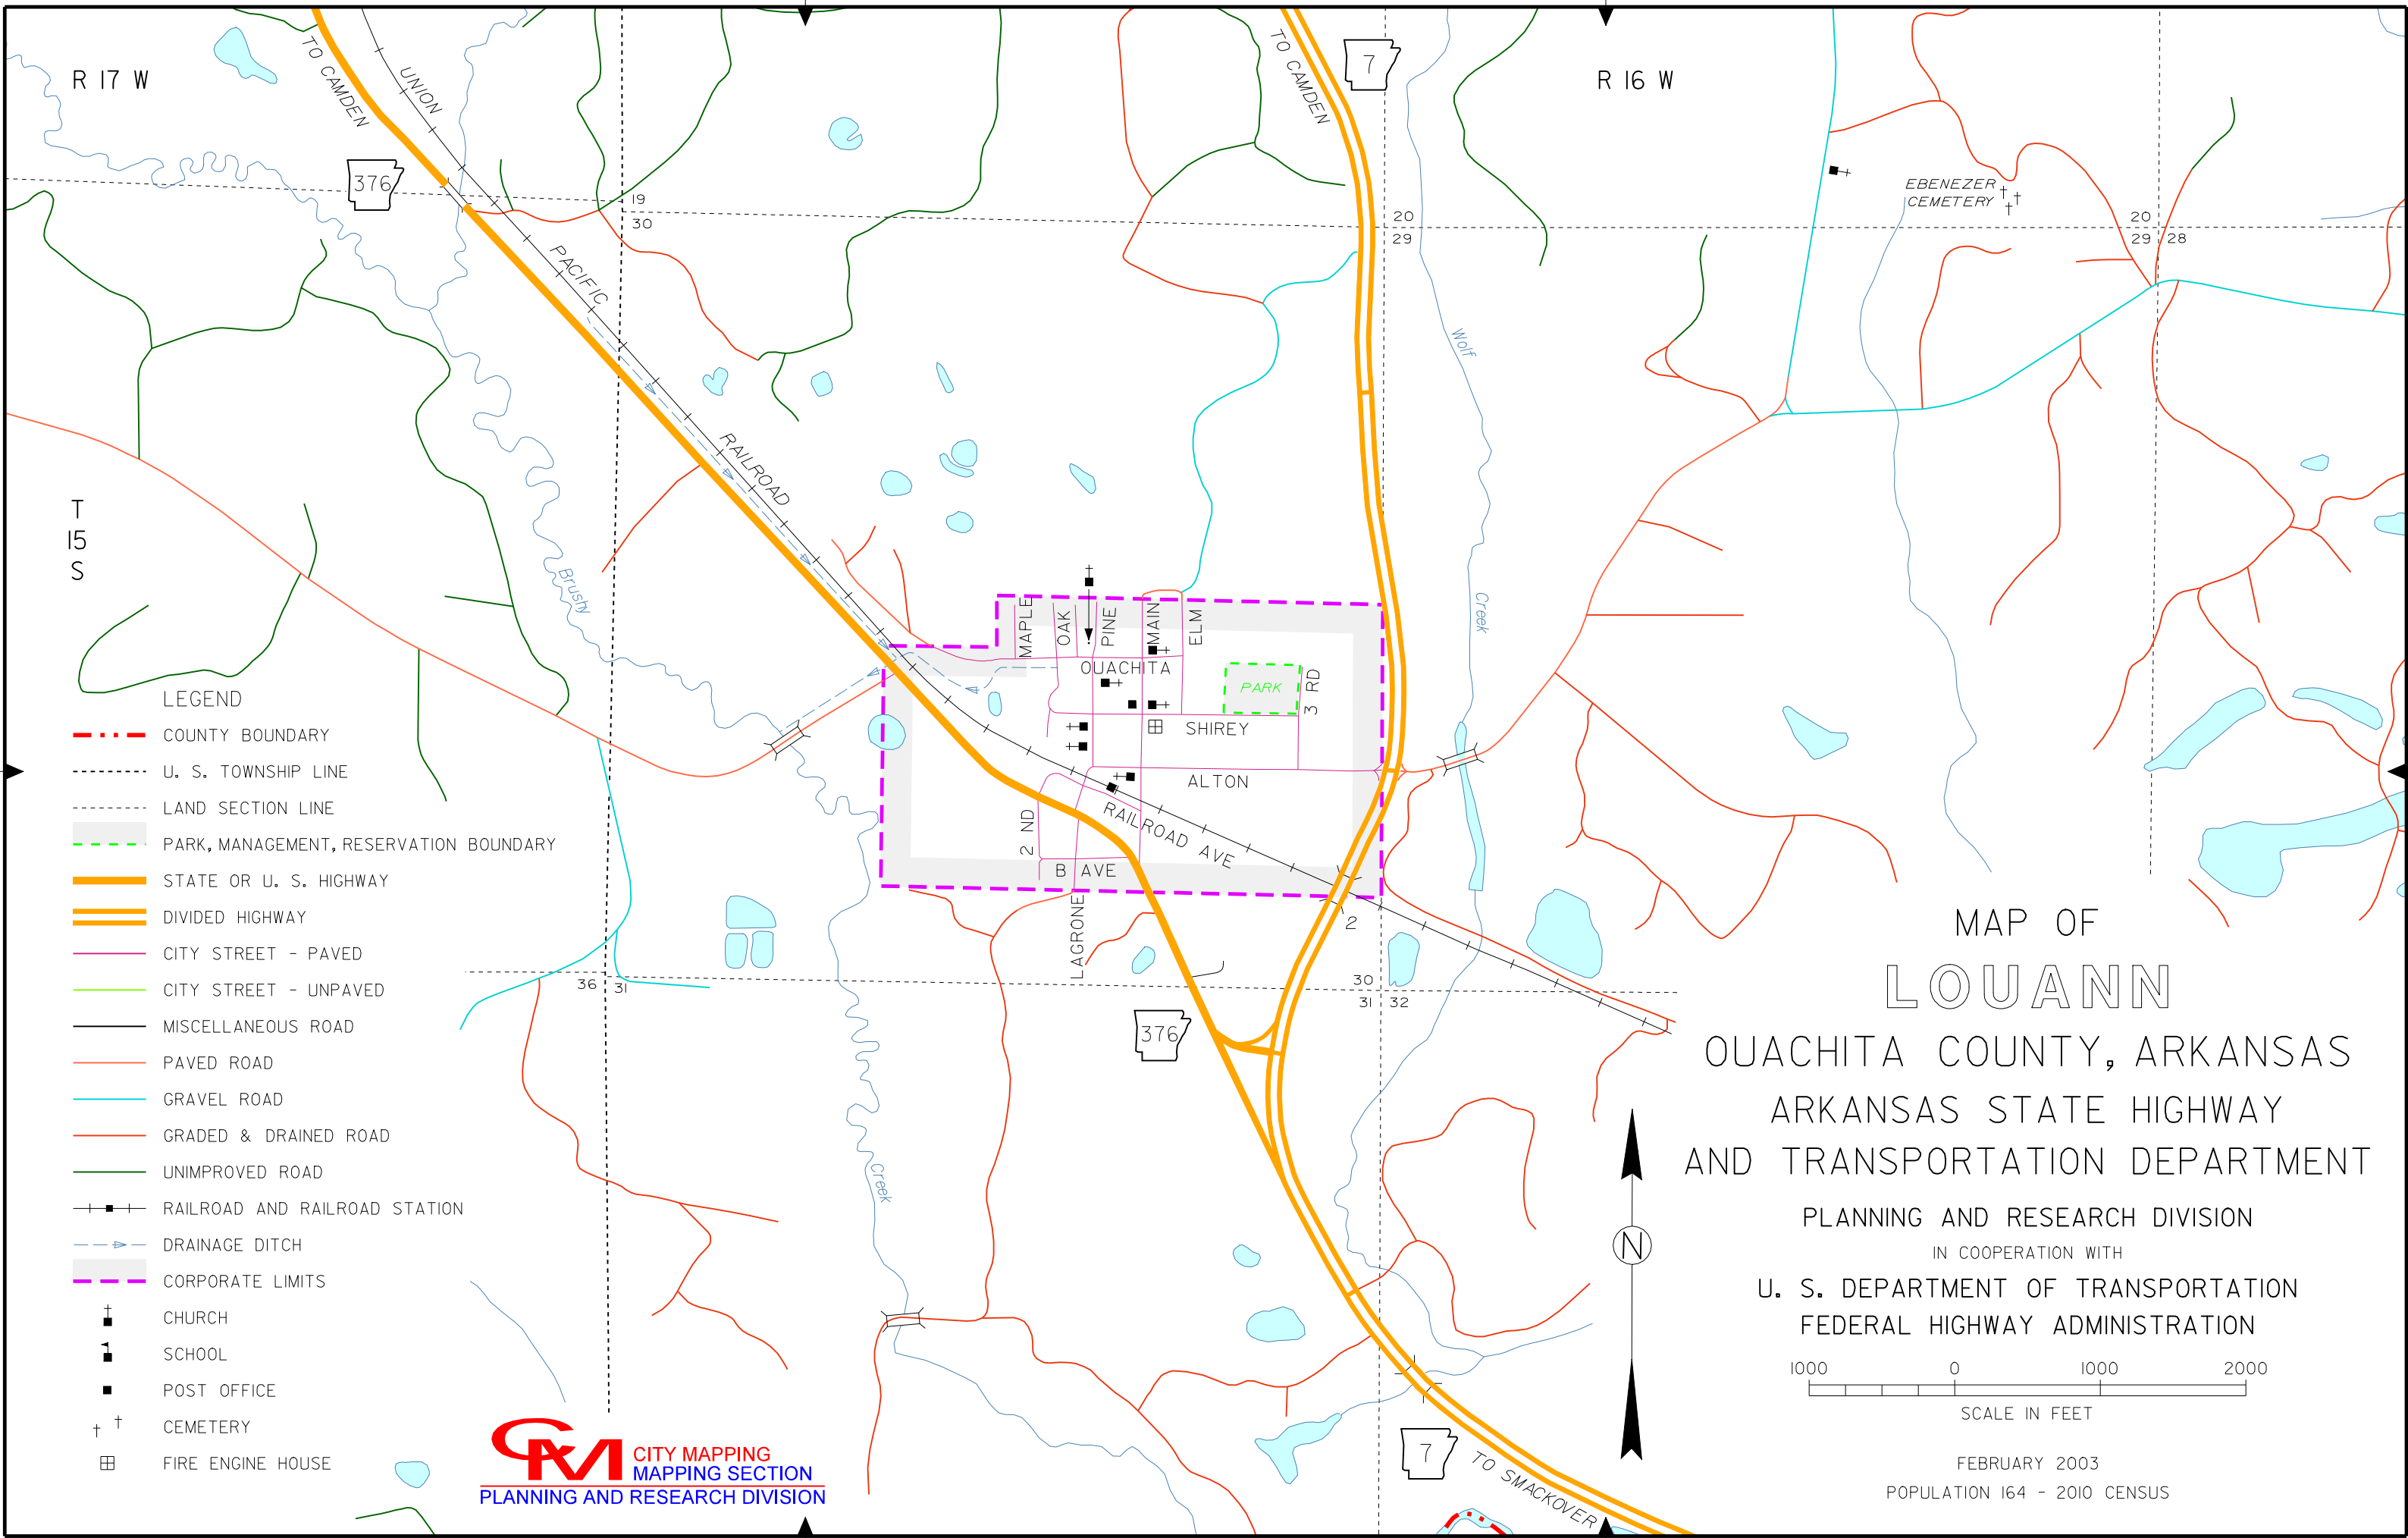 R 17 W
TO CAMDEN
UNION
TO CAMDEN
7
R 16 W
376
19
30
20
29
EBENEZER
CEMETERY
20
29 28
PACIFIC
Wolf
RAILROAD
T
15
S
Brushy
Creek
MAPLE
OAK
PINE
MAIN
ELM
OUACHITA
PARK
3 RD
SHIREY
ALTON
RAILROAD AVE
2 ND
B AVE
LAGRONE
2
36 31
30
31 32
376
Creek
7
TO SMACKOVER
LEGEND
COUNTY BOUNDARY
U. S. TOWNSHIP LINE
LAND SECTION LINE
PARK, MANAGEMENT, RESERVATION BOUNDARY
STATE OR U. S. HIGHWAY
DIVIDED HIGHWAY
CITY STREET - PAVED
CITY STREET - UNPAVED
MISCELLANEOUS ROAD
PAVED ROAD
GRAVEL ROAD
GRADED & DRAINED ROAD
UNIMPROVED ROAD
RAILROAD AND RAILROAD STATION
DRAINAGE DITCH
CORPORATE LIMITS
CHURCH
SCHOOL
POST OFFICE
CEMETERY
FIRE ENGINE HOUSE
CM CITY MAPPING
MAPPING SECTION
PLANNING AND RESEARCH DIVISION
MAP OF
LOUANN
OUACHITA COUNTY, ARKANSAS
ARKANSAS STATE HIGHWAY
AND TRANSPORTATION DEPARTMENT
PLANNING AND RESEARCH DIVISION
IN COOPERATION WITH
U. S. DEPARTMENT OF TRANSPORTATION
FEDERAL HIGHWAY ADMINISTRATION
N
1000 0 1000 2000
SCALE IN FEET
FEBRUARY 2003
POPULATION 164 - 2010 CENSUS